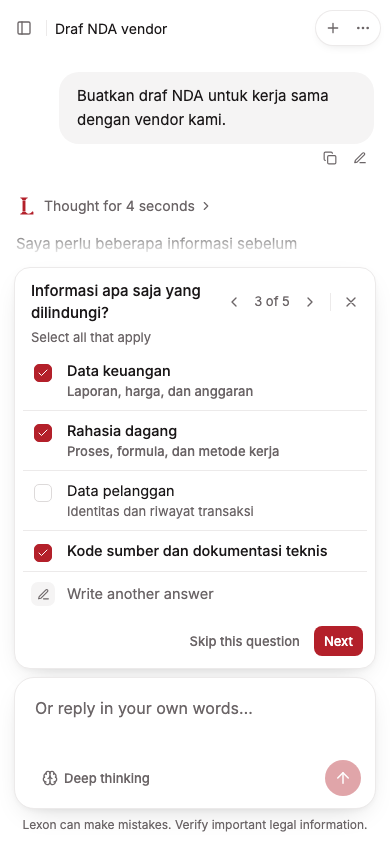 Draf NDA vendor
Buatkan draf NDA untuk kerja sama
dengan vendor kami.
L Thought for 4 seconds
Saya perlu beberapa informasi sebelum
Informasi apa saja yang
dilindungi?
3 of 5
Select all that apply
Data keuangan
Laporan, harga, dan anggaran
Rahasia dagang
Proses, formula, dan metode kerja
Data pelanggan
Identitas dan riwayat transaksi
Kode sumber dan dokumentasi teknis
Write another answer
Skip this question
Next
Or reply in your own words...
Deep thinking
Lexon can make mistakes. Verify important legal information.